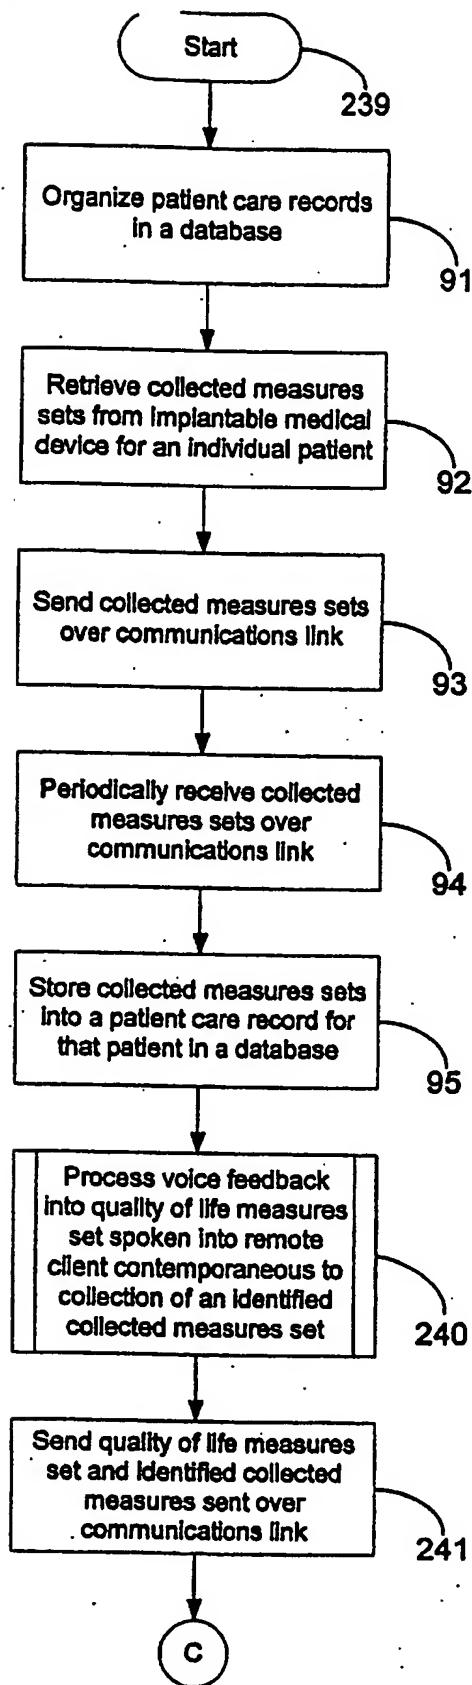 Start
239
Organize patient care records
in a database
91
Retrieve collected measures
sets from implantable medical
device for an individual patient
92
Send collected measures sets
over communications link
93
Periodically receive collected
measures sets over
communications link
94
Store collected measures sets
into a patient care record for
that patient in a database
95
Process voice feedback
into quality of life measures
set spoken into remote
client contemporaneous to
collection of an identified
collected measures set
240
Send quality of life measures
set and identified collected
measures sent over
communications link
241
C